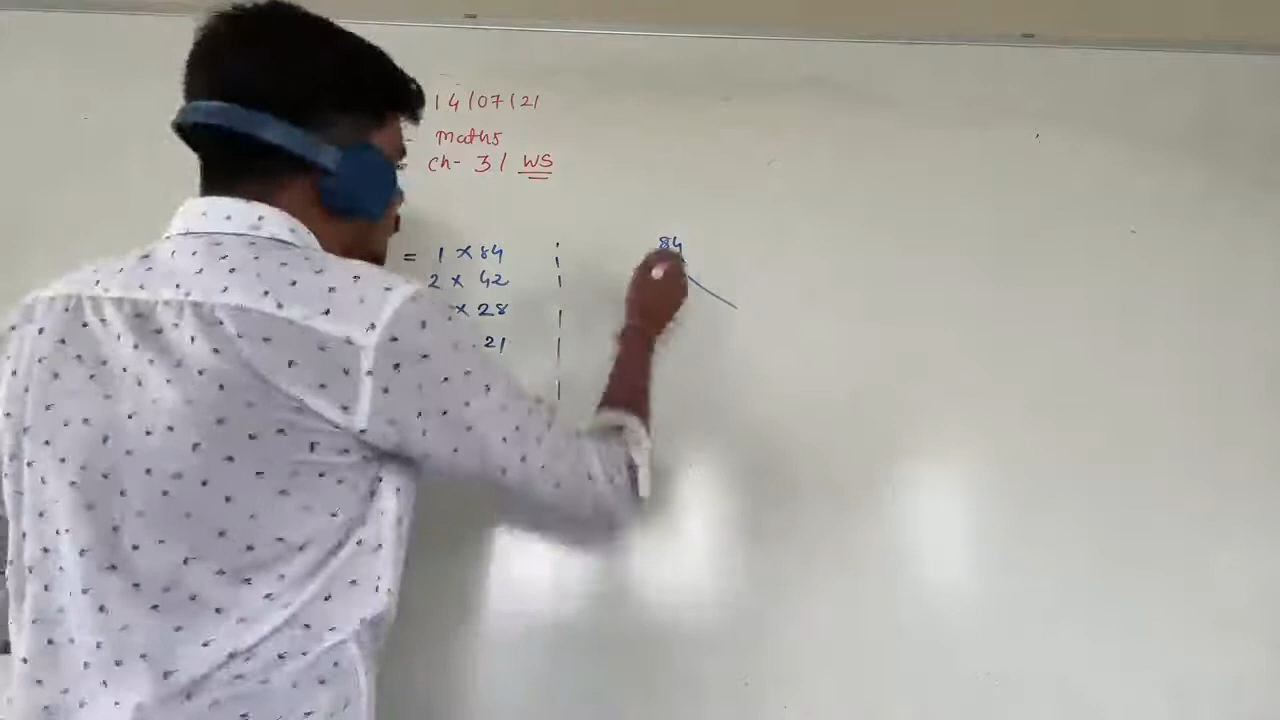 14/07/21
Maths
Ch- 3 / WS
= 1 × 84
2 × 42
× 28
21
84